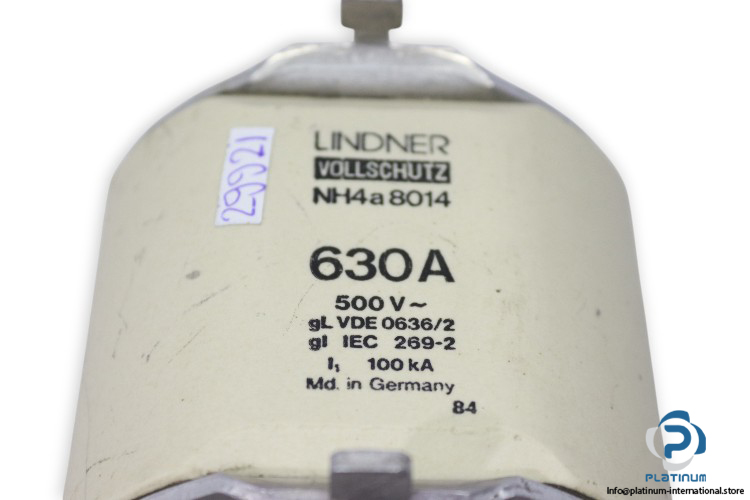 LINDNER
VOLLSCHUTZ
NH4a 8014
630A
500 V ~
gL VDE 0636/2
gI IEC 269-2
I₁ 100 kA
Md. in Germany
84
29921
PLATINUM
Info@platinum-international.store